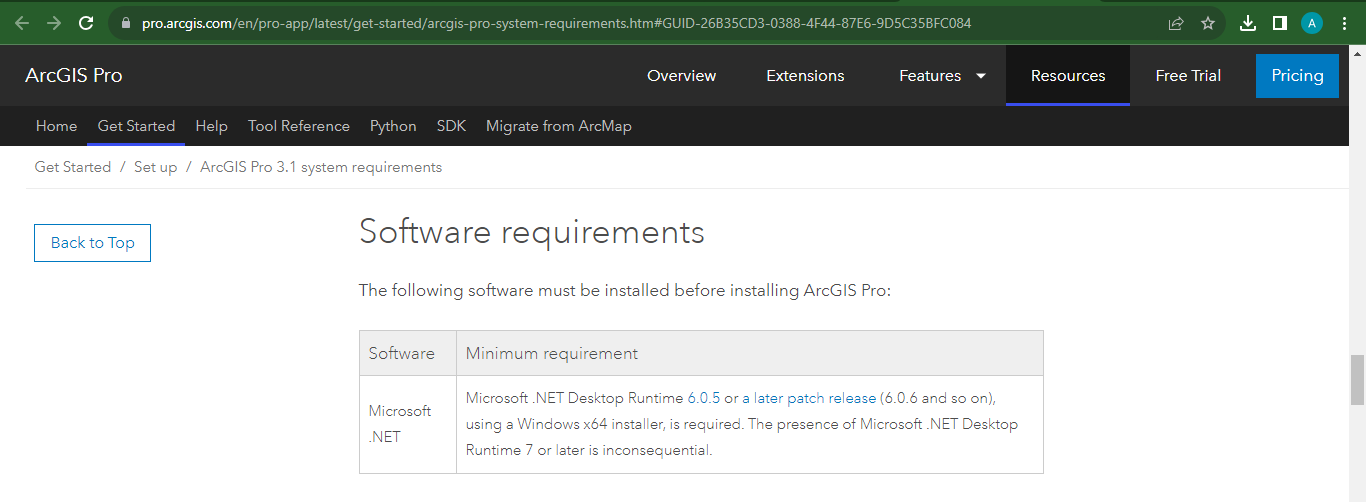 pro.arcgis.com/en/pro-app/latest/get-started/arcgis-pro-system-requirements.htm#GUID-26B35CD3-0388-4F44-87E6-9D5C35BFC084
A
ArcGIS Pro Overview Extensions Features Resources Free Trial Pricing
Home Get Started Help Tool Reference Python SDK Migrate from ArcMap
Get Started / Set up / ArcGIS Pro 3.1 system requirements
Back to Top
Software requirements
The following software must be installed before installing ArcGIS Pro:
Software Minimum requirement
Microsoft
.NET
Microsoft .NET Desktop Runtime 6.0.5 or a later patch release (6.0.6 and so on),
using a Windows x64 installer, is required. The presence of Microsoft .NET Desktop
Runtime 7 or later is inconsequential.